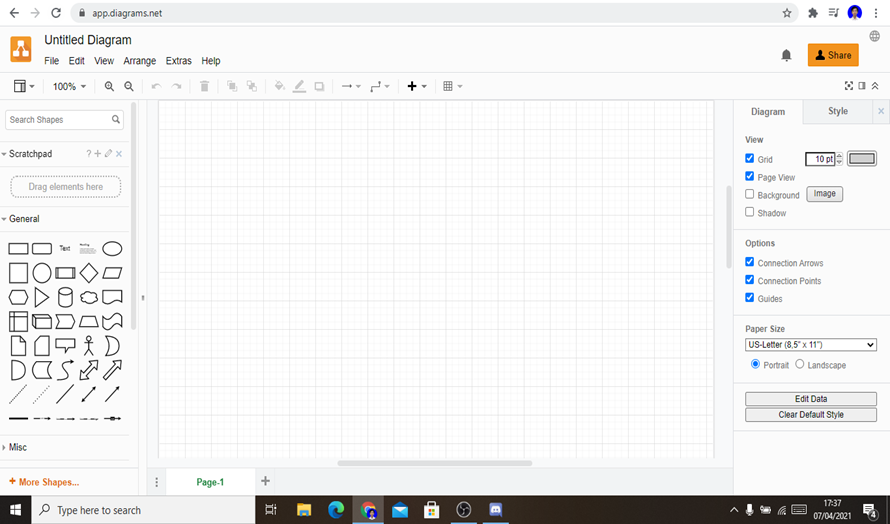 app.diagrams.net
Untitled Diagram
File Edit View Arrange Extras Help
Share
100%
Search Shapes
Scratchpad
?
Drag elements here
General
Text
Misc
+ More Shapes...
Page-1
Diagram Style
View
Grid 10 pt
Page View
Background Image
Shadow
Options
Connection Arrows
Connection Points
Guides
Paper Size
US-Letter (8,5" x 11")
Portrait Landscape
Edit Data
Clear Default Style
Type here to search
17:37
07/04/2021
4